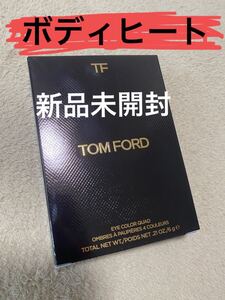 ボディヒート
TF
新品未開封
TOM FORD
EYE COLOR QUAD
OMBRES À PAUPIÈRES 4 COULEURS
TOTAL NET WT./POIDS NET .21 OZ/6 g ℮